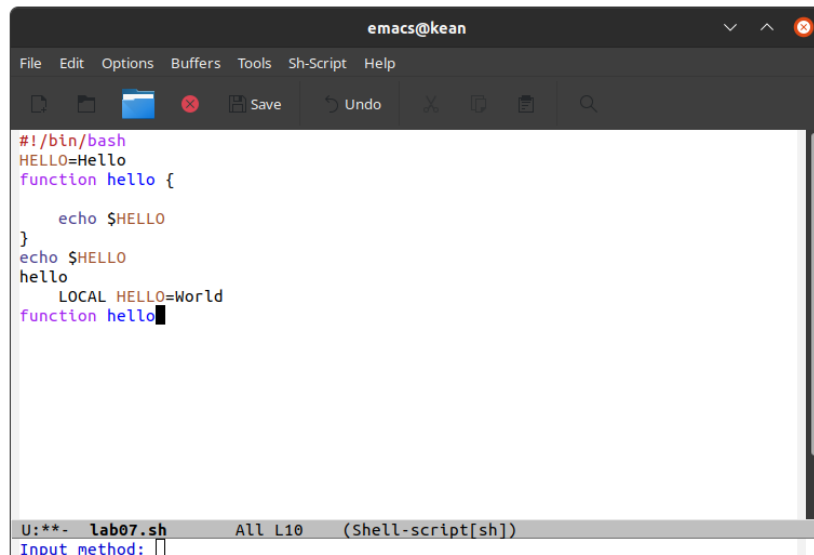 emacs@kean
File Edit Options Buffers Tools Sh-Script Help
Save Undo
#!/bin/bash
HELLO=Hello
function hello {
echo $HELLO
}
echo $HELLO
hello
LOCAL HELLO=World
function hello
U:**- lab07.sh All L10 (Shell-script[sh])
Input method: